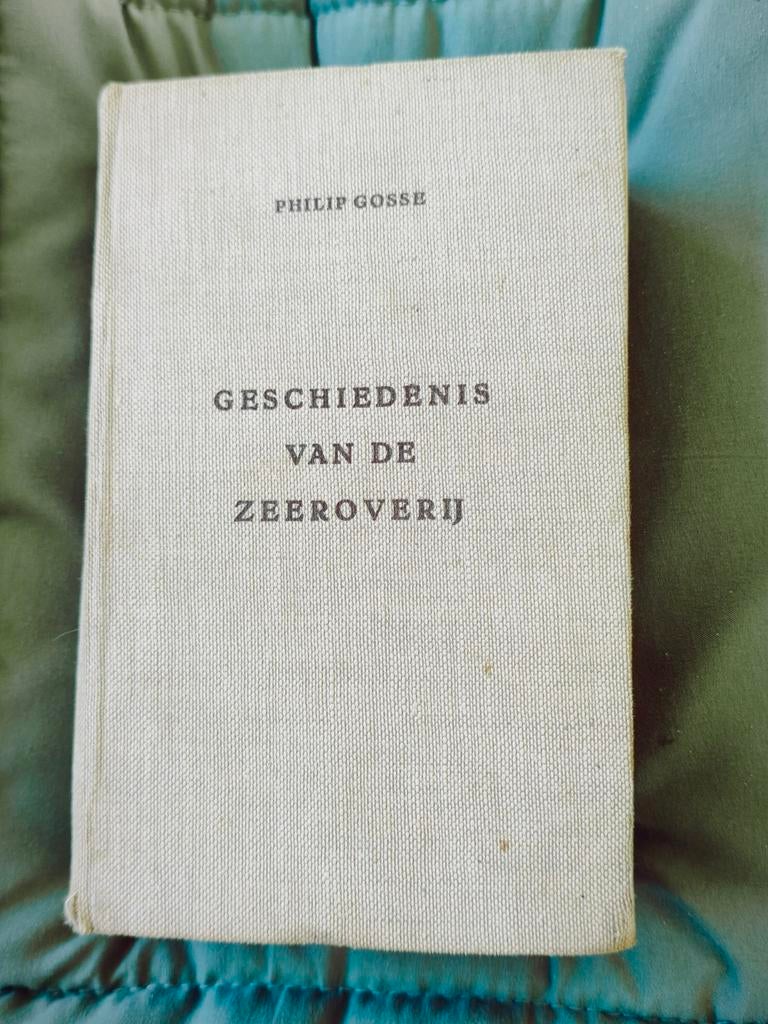 PHILIP GOSSE
GESCHIEDENIS
VAN DE
ZEEROVERIJ